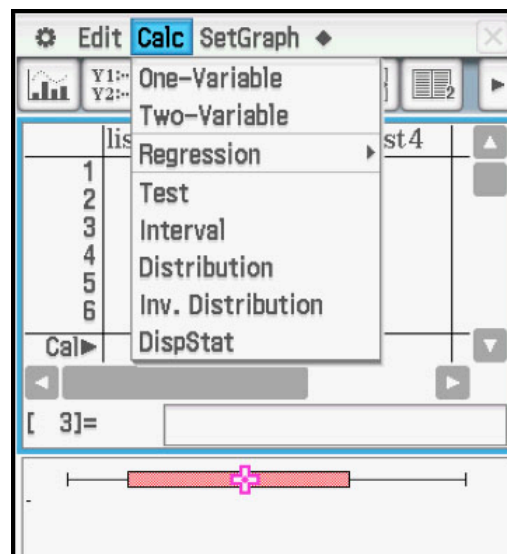 Edit Calc SetGraph
Y1:
Y2:
2
One-Variable
Two-Variable
Regression
Test
Interval
Distribution
Inv. Distribution
DispStat
lis st4
1
2
3
4
5
6
Cal
[ 3]=